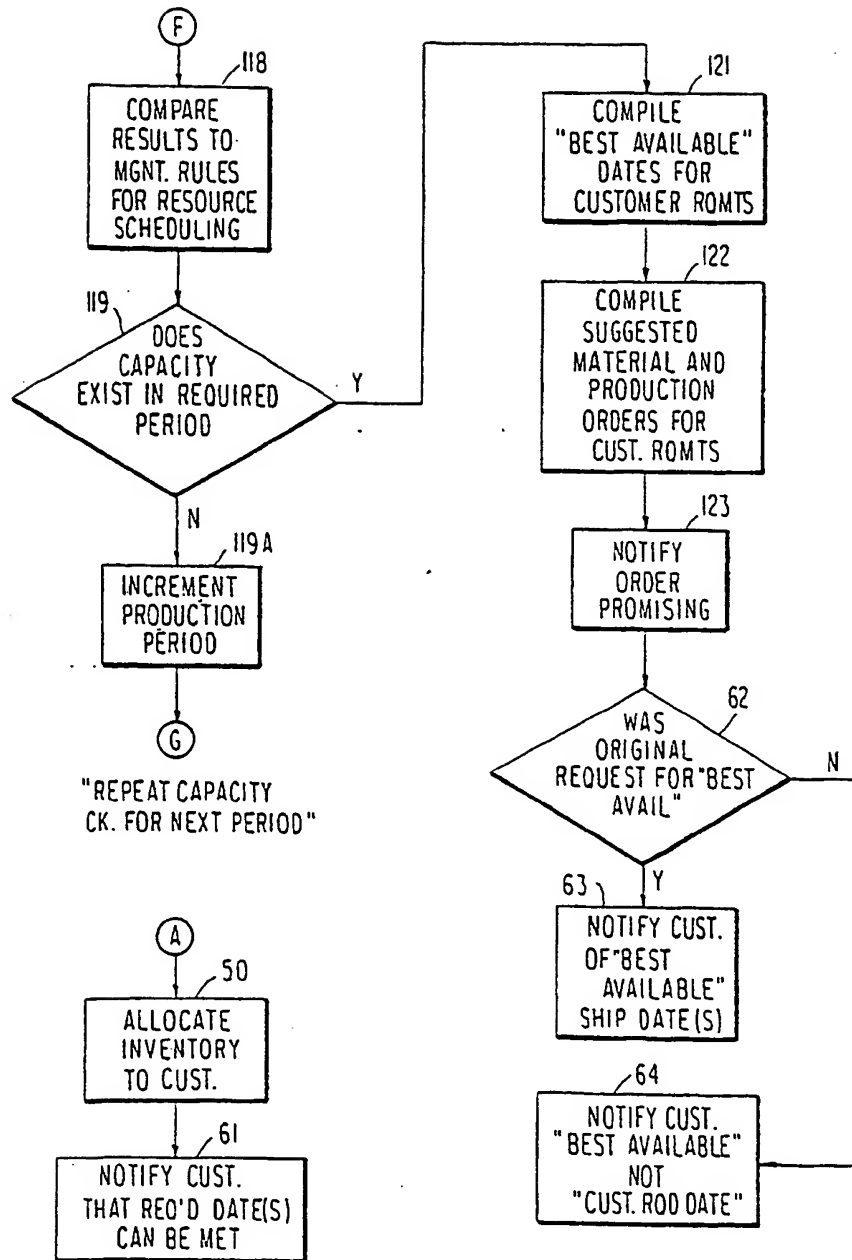 F
118
COMPARE
RESULTS TO
MGNT. RULES
FOR RESOURCE
SCHEDULING
119
DOES
CAPACITY
EXIST IN REQUIRED
PERIOD
Y
N
119A
INCREMENT
PRODUCTION
PERIOD
G
"REPEAT CAPACITY
CK. FOR NEXT PERIOD"
A
50
ALLOCATE
INVENTORY
TO CUST.
61
NOTIFY CUST.
THAT REQ'D DATE(S)
CAN BE MET
121
COMPILE
"BEST AVAILABLE"
DATES FOR
CUSTOMER RQMTS
122
COMPILE
SUGGESTED
MATERIAL AND
PRODUCTION
ORDERS FOR
CUST. RQMTS
123
NOTIFY
ORDER
PROMISING
62
WAS
ORIGINAL
REQUEST FOR "BEST
AVAIL"
N
Y
63
NOTIFY CUST.
OF "BEST
AVAILABLE"
SHIP DATE(S)
64
NOTIFY CUST.
"BEST AVAILABLE"
NOT
"CUST. RQD DATE"